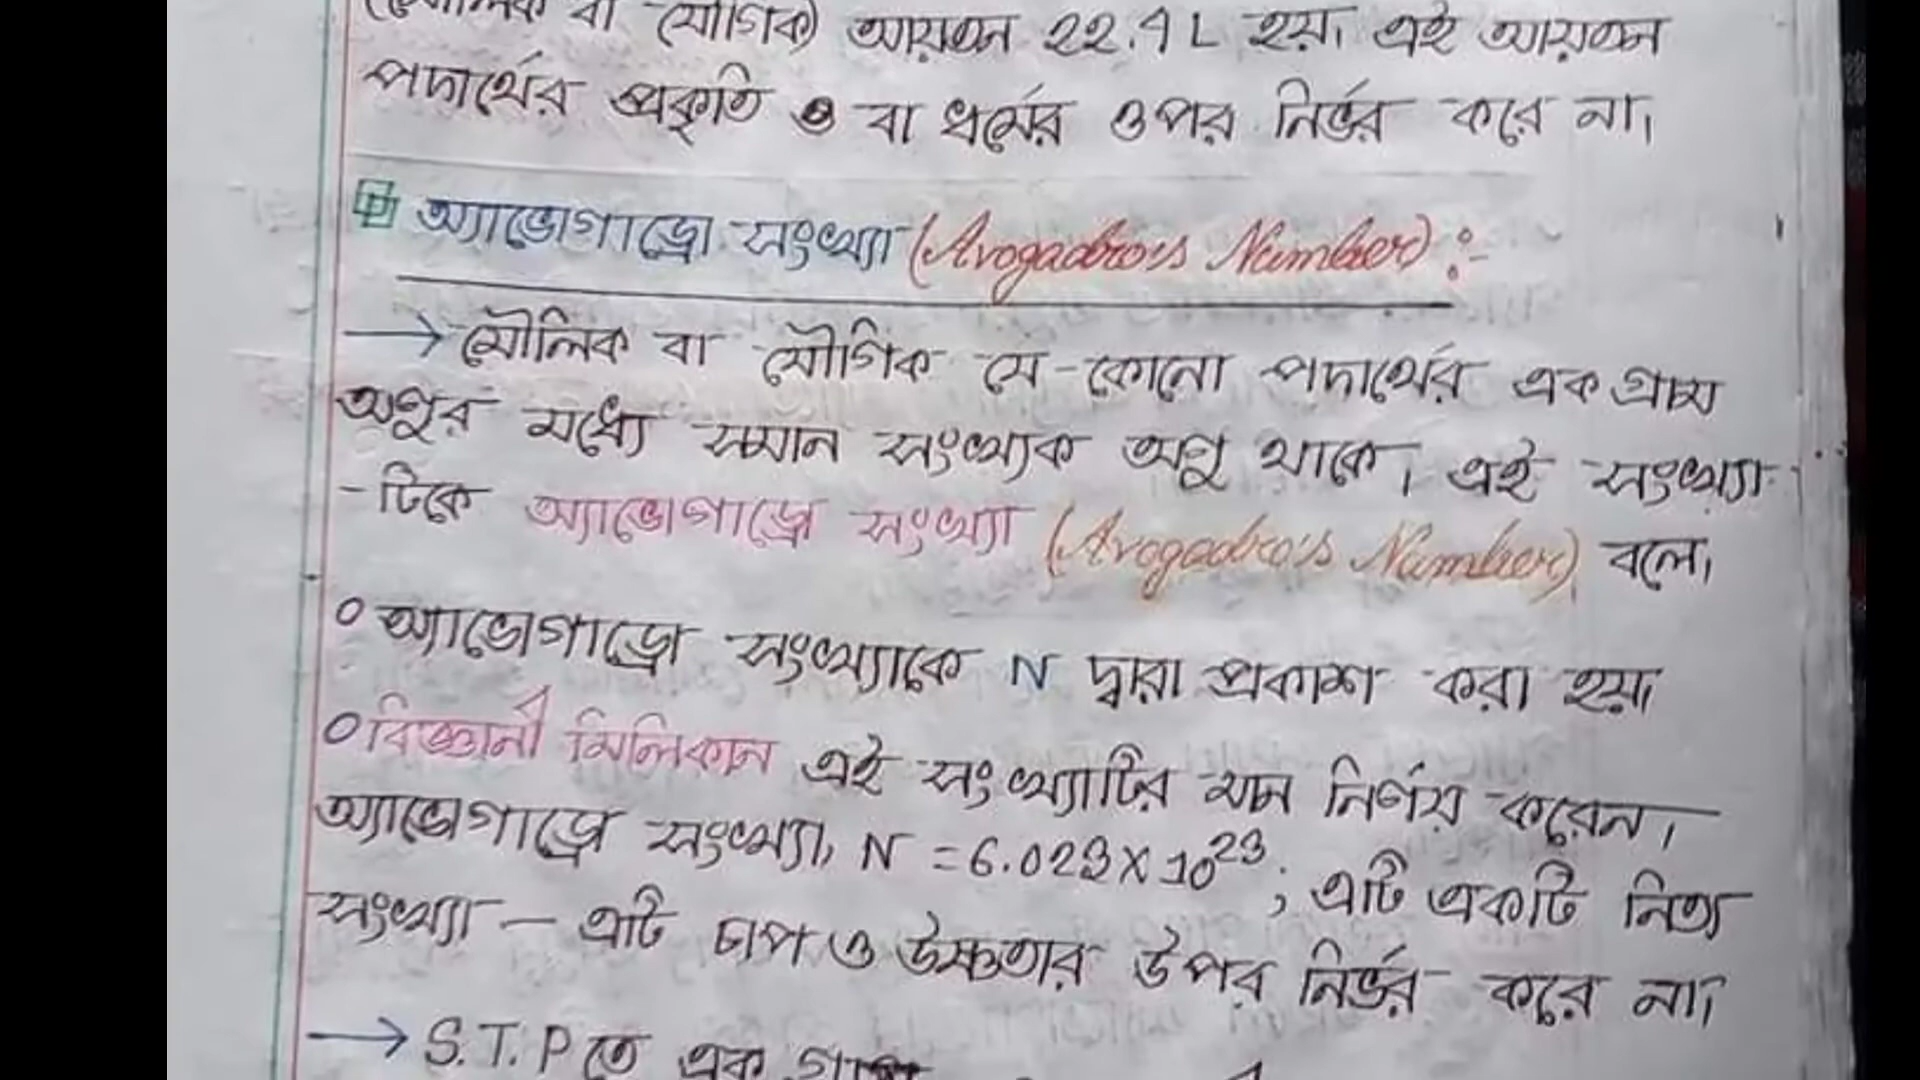 (মৌলিক বা যৌগিক) আয়তন 22.4 L হয়। এই আয়তন
পদার্থের প্রকৃতি ও বা ধর্মের ওপর নির্ভর করে না।
অ্যাভোগাড্রো সংখ্যা (Avogadro's Number) :-
→ মৌলিক বা যৌগিক যে-কোনো পদার্থের এক গ্রাম
অণুর মধ্যে সমান সংখ্যক অণু থাকে। এই সংখ্যা
-টিকে অ্যাভোগাড্রো সংখ্যা (Avogadro's Number) বলে।
০ অ্যাভোগাড্রো সংখ্যাকে N দ্বারা প্রকাশ করা হয়।
০ বিজ্ঞানী মিলিকান এই সংখ্যাটির মান নির্ণয় করেন।
অ্যাভোগাড্রো সংখ্যা, N = 6.023 × 10²³; এটি একটি নিত্য
সংখ্যা — এটি চাপ ও উষ্ণতার উপর নির্ভর করে না।
→ S.T.P তে এক